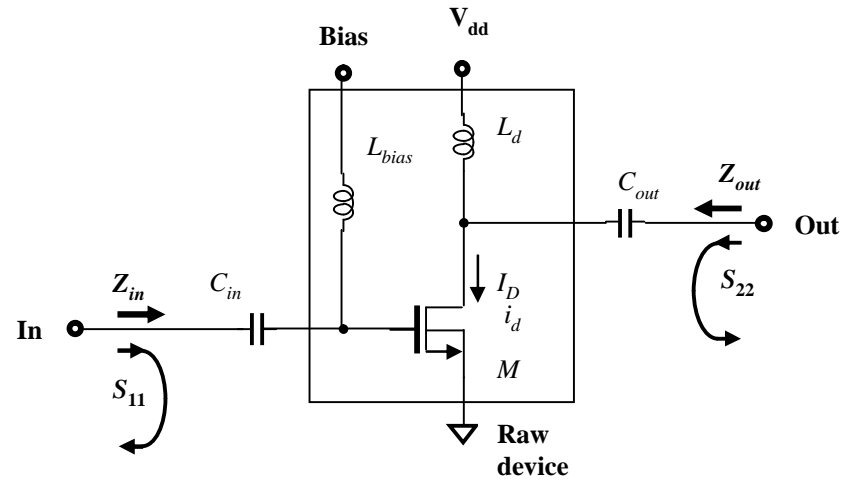 Bias
V_dd
L_d
L_bias
C_out
Z_out
Out
S_22
I_D
i_d
Z_in
C_in
In
S_11
M
Raw
device